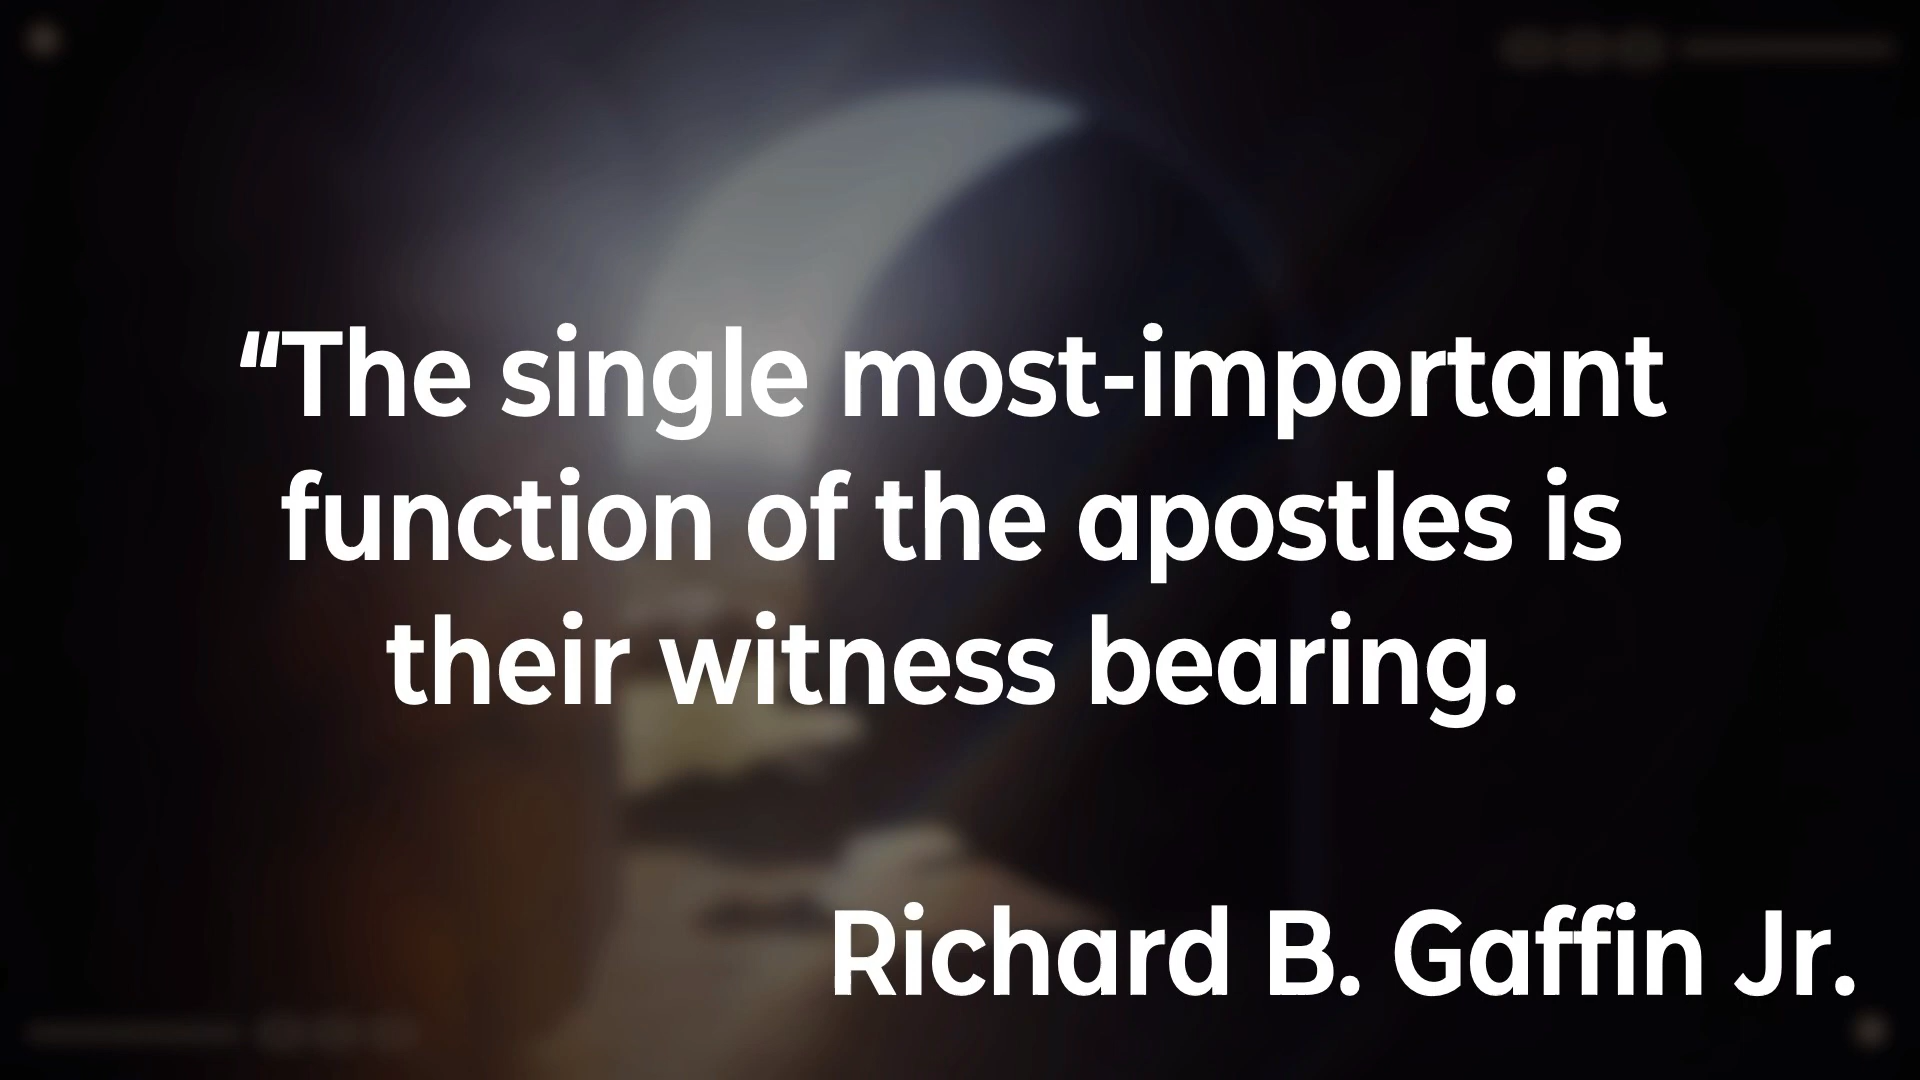 “The single most-important
function of the apostles is
their witness bearing.
Richard B. Gaffin Jr.